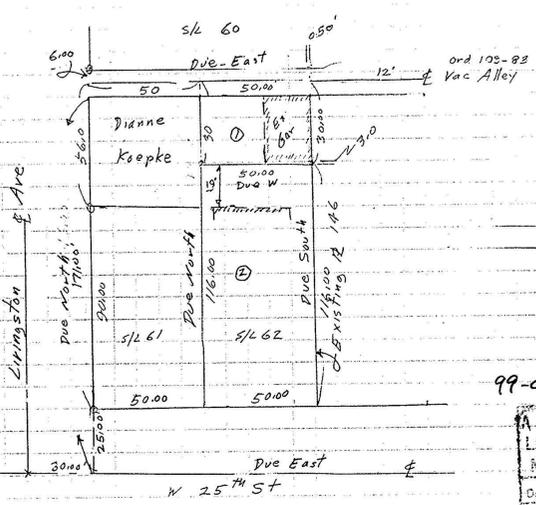 S/L 60
0.50'
6.00
Due-East
Ord 103-83
12' ℄ Vac Alley
50 50.00
Dianne
Koepke
56.0
30
①
30.00
3.0
50.00
Due W
19'
Livingston Ave
℄
Due North
171.00'
90.00
Due North
116.00
②
Due South
116.00
Existing 12 146
S/L 61
S/L 62
50.00 50.00
99-
25.00'
30.00'
Due East ℄
W 25th St
A
L